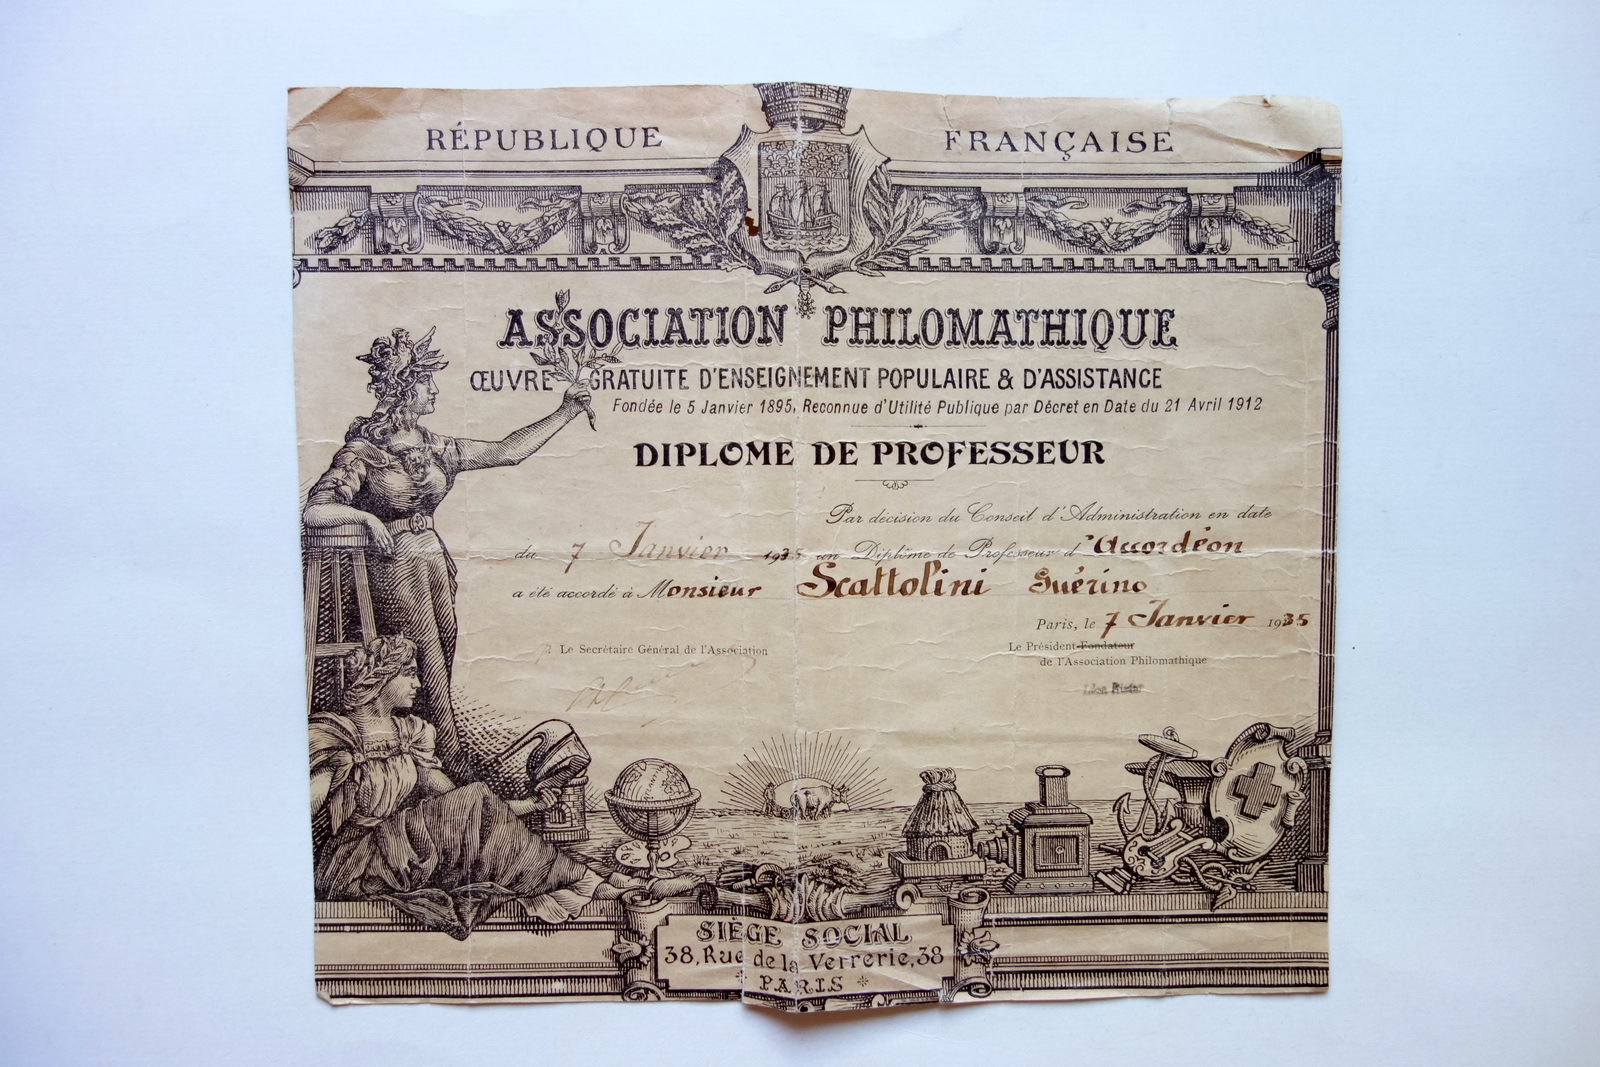 RÉPUBLIQUE FRANÇAISE
ASSOCIATION PHILOMATHIQUE
ŒUVRE GRATUITE D'ENSEIGNEMENT POPULAIRE & D'ASSISTANCE
Fondée le 5 Janvier 1895, Reconnue d'Utilité Publique par Décret en Date du 21 Avril 1912
DIPLOME DE PROFESSEUR
Par décision du Conseil d'Administration en date
du 7 Janvier 1935 un Diplôme de Professeur d'Accordéon
a été accordé à Monsieur Scattolini Guérino
Paris, le 7 Janvier 1935
Le Secrétaire Général de l'Association
Le Président-Fondateur
de l'Association Philomathique
SIÈGE SOCIAL
38, Rue de la Verrerie, 38
PARIS